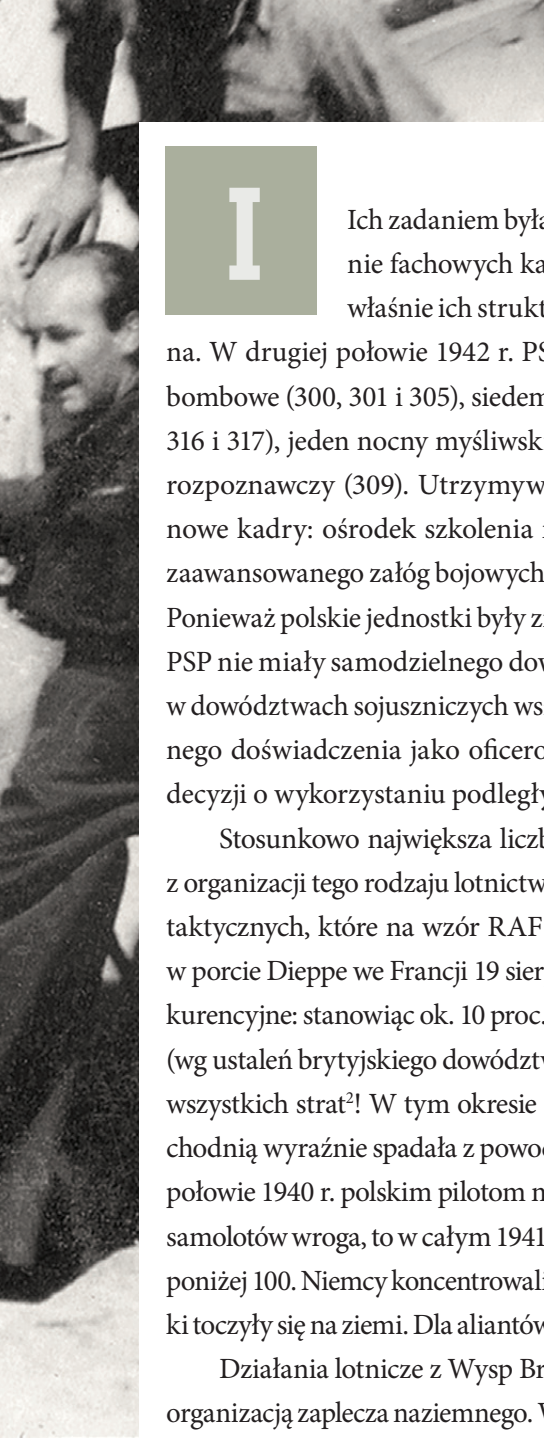 I
Ich zadaniem była
nie fachowych ka
właśnie ich strukt
na. W drugiej połowie 1942 r. PS
bombowe (300, 301 i 305), siedem
316 i 317), jeden nocny myśliwsk
rozpoznawczy (309). Utrzymyw
nowe kadry: ośrodek szkolenia
zaawansowanego załóg bojowych
Ponieważ polskie jednostki były z
PSP nie miały samodzielnego dow
w dowództwach sojuszniczych ws
nego doświadczenia jako oficero
decyzji o wykorzystaniu podległy
Stosunkowo największa liczb
z organizacji tego rodzaju lotnictw
taktycznych, które na wzór RAF
w porcie Dieppe we Francji 19 sier
kurencyjne: stanowiąc ok. 10 proc.
(wg ustaleń brytyjskiego dowództw
wszystkich strat²! W tym okresie
chodnią wyraźnie spadała z powod
połowie 1940 r. polskim pilotom n
samolotów wroga, to w całym 1941
poniżej 100. Niemcy koncentrowali
ki toczyły się na ziemi. Dla aliantów
Działania lotnicze z Wysp Br
organizacją zaplecza naziemnego. W